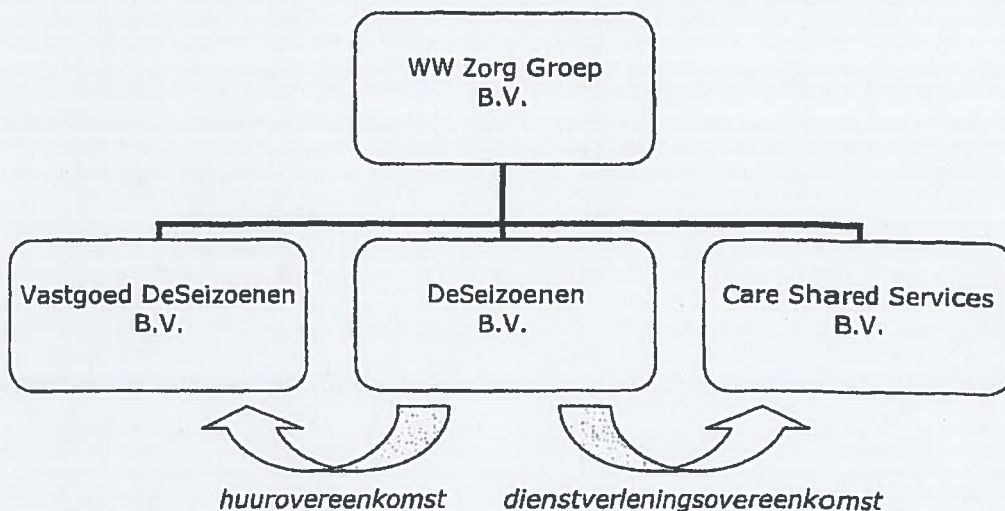 WW Zorg Groep
B.V.
Vastgoed DeSeizoenen
B.V.
DeSeizoenen
B.V.
Care Shared Services
B.V.
huurovereenkomst
dienstverleningsovereenkomst